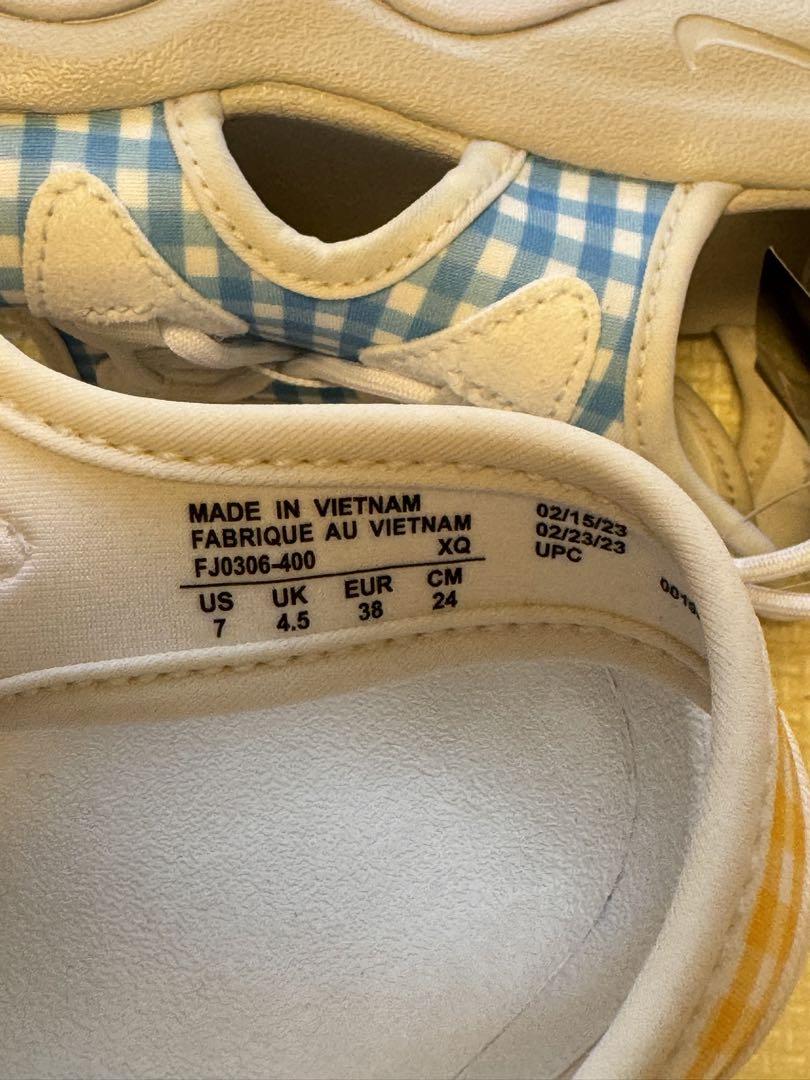 MADE IN VIETNAM
FABRIQUE AU VIETNAM
FJ0306-400 XQ
US UK EUR CM
7 4.5 38 24
02/15/23
02/23/23
UPC